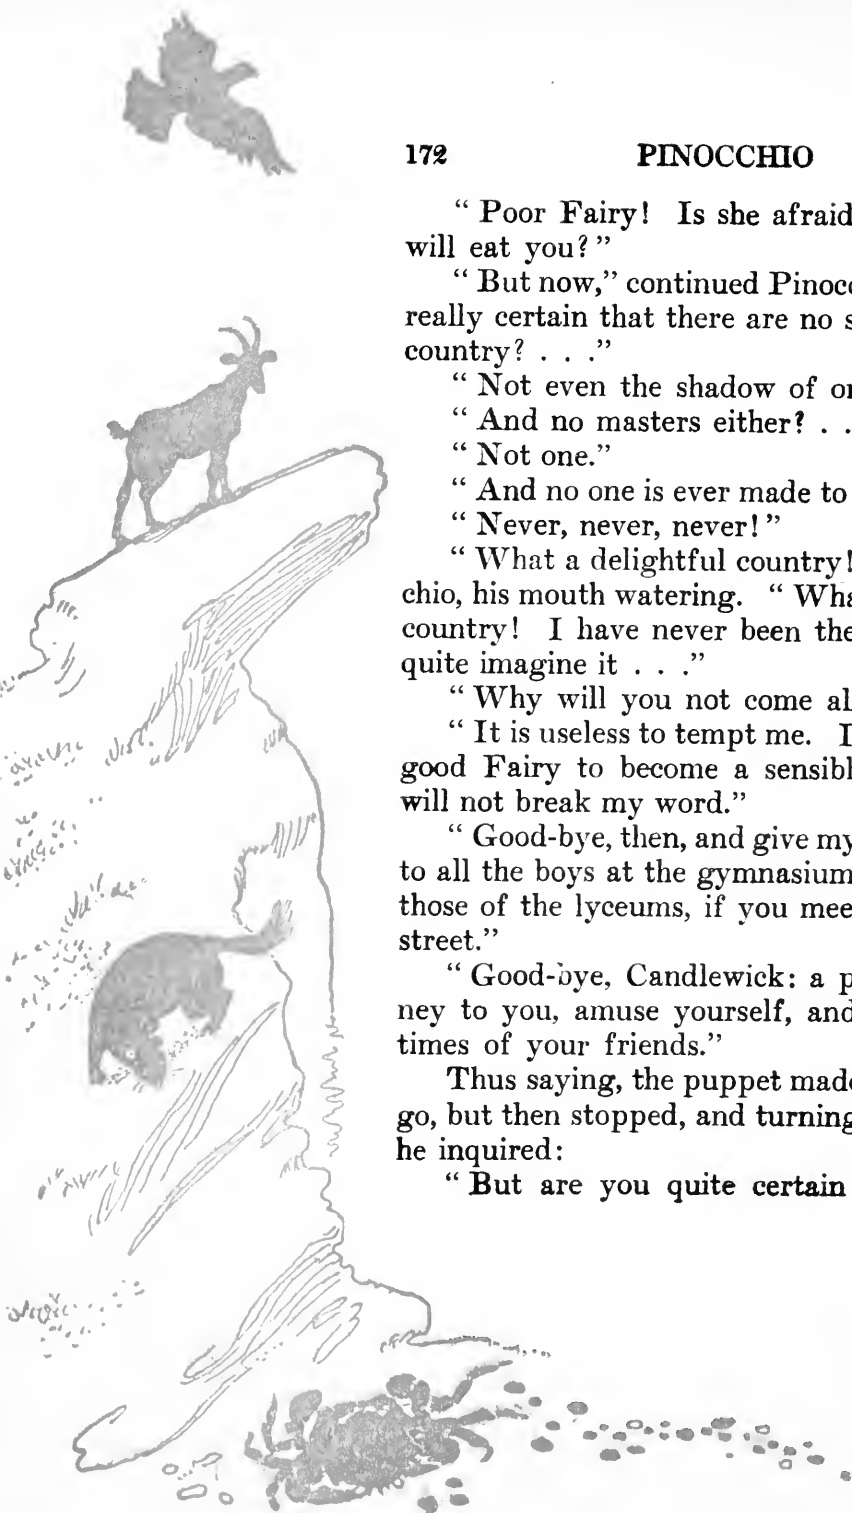 172 PINOCCHIO
“ Poor Fairy! Is she afraid
will eat you?”
“ But now,” continued
really certain that there are no
country? . . .”
“ Not even the shadow of
“ And no masters either? . .
“ Not one.”
“ And no one is ever made to
“ Never, never, never!”
“ What a delightful country!
chio, his mouth watering. “
country! I have never been
quite imagine it . . .”
“ Why will you not come
“ It is useless to tempt me. I
good Fairy to become a
will not break my word.”
“ Good-bye, then, and give my
to all the boys at the gymnasium
those of the lyceums, if you
street.”
“ Good-bye, Candlewick: a
ney to you, amuse yourself, and
times of your friends.”
Thus saying, the puppet made
go, but then stopped, and turning
he inquired:
“ But are you quite certain